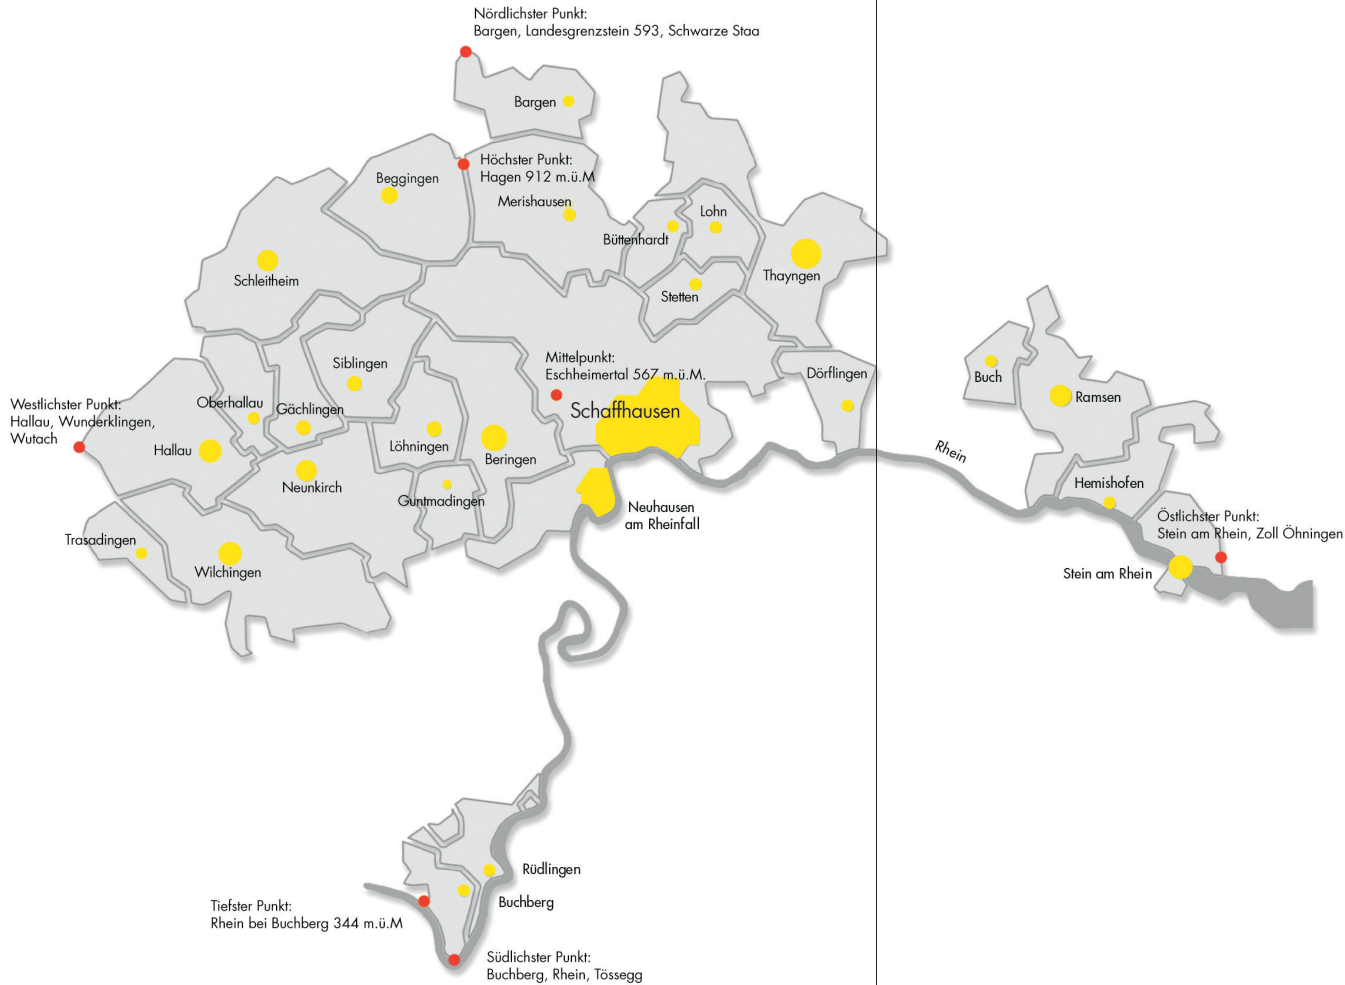 Nördlichster Punkt:
Bargen, Landesgrenzstein 593, Schwarze Staa
Bargen
Höchster Punkt:
Hagen 912 m.ü.M
Beggingen
Merishausen
Lohn
Büttenhardt
Thayngen
Schleitheim
Stetten
Siblingen
Mittelpunkt:
Eschheimertal 567 m.ü.M.
Dörflingen
Buch
Ramsen
Westlichster Punkt:
Hallau, Wunderklingen,
Wutach
Oberhallau
Gächlingen
Schaffhausen
Hallau
Löhningen
Beringen
Rhein
Neunkirch
Guntmadingen
Hemishofen
Neuhausen
am Rheinfall
Östlichster Punkt:
Stein am Rhein, Zoll Öhningen
Trasadingen
Wilchingen
Stein am Rhein
Rüdlingen
Buchberg
Tiefster Punkt:
Rhein bei Buchberg 344 m.ü.M
Südlichster Punkt:
Buchberg, Rhein, Tössegg